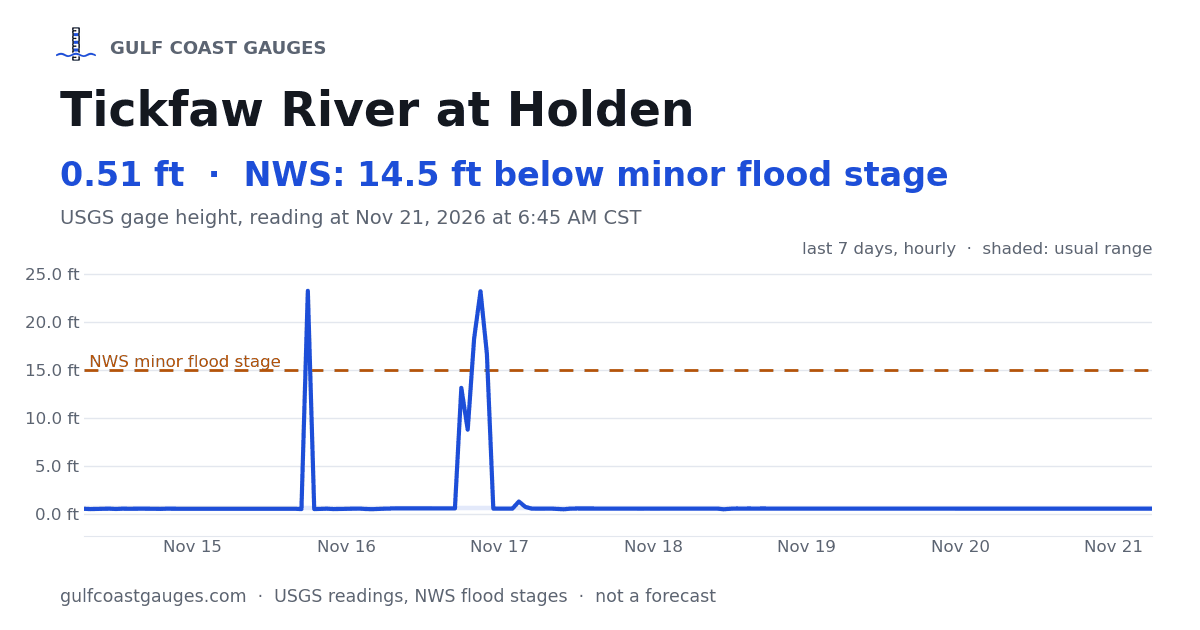 GULF COAST GAUGES
Tickfaw River at Holden
0.51 ft · NWS: 14.5 ft below minor flood stage
USGS gage height, reading at Nov 21, 2026 at 6:45 AM CST
last 7 days, hourly · shaded: usual range
25.0 ft
20.0 ft
NWS minor flood stage
15.0 ft
10.0 ft
5.0 ft
0.0 ft
Nov 15 Nov 16 Nov 17 Nov 18 Nov 19 Nov 20 Nov 21
gulfcoastgauges.com · USGS readings, NWS flood stages · not a forecast